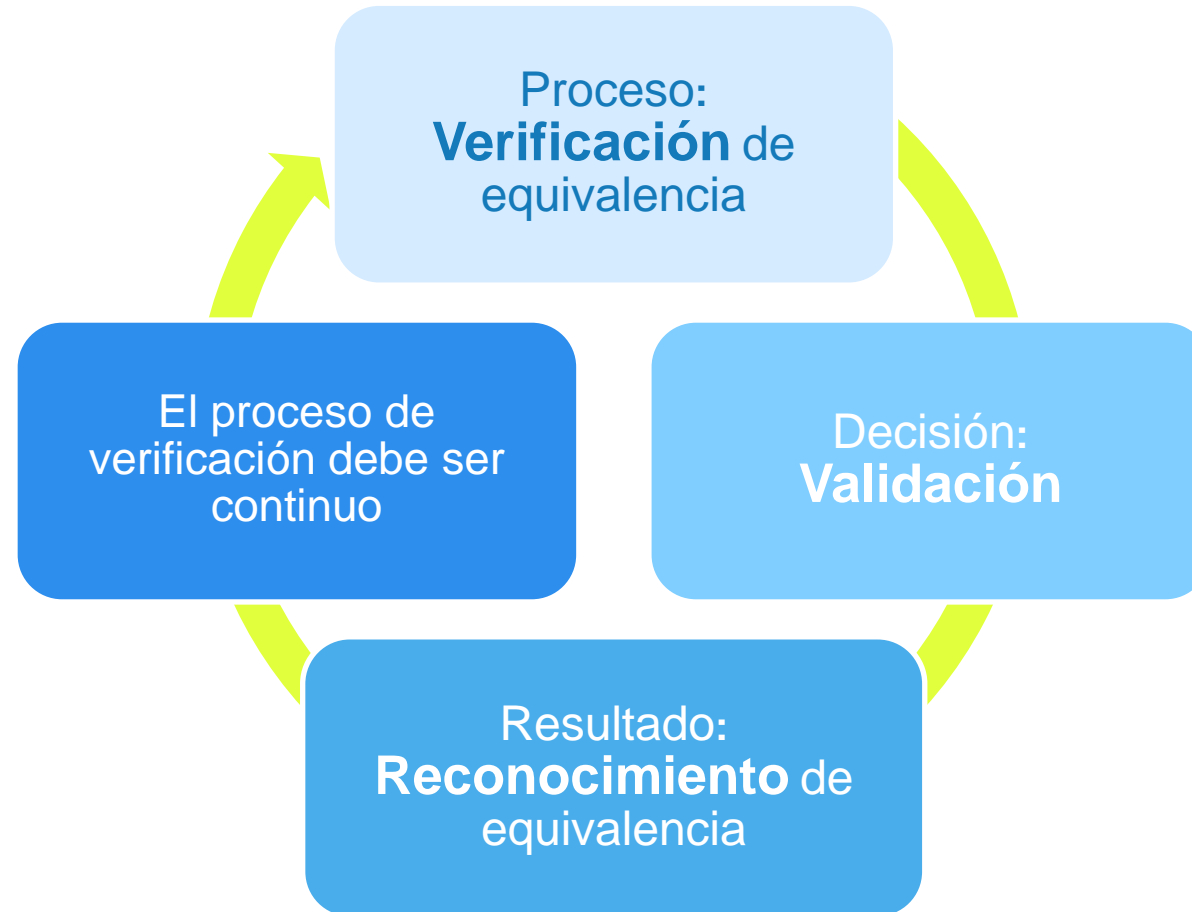 Proceso:
Verificación de
equivalencia
Decisión:
Validación
Resultado:
Reconocimiento de
equivalencia
El proceso de
verificación debe ser
continuo